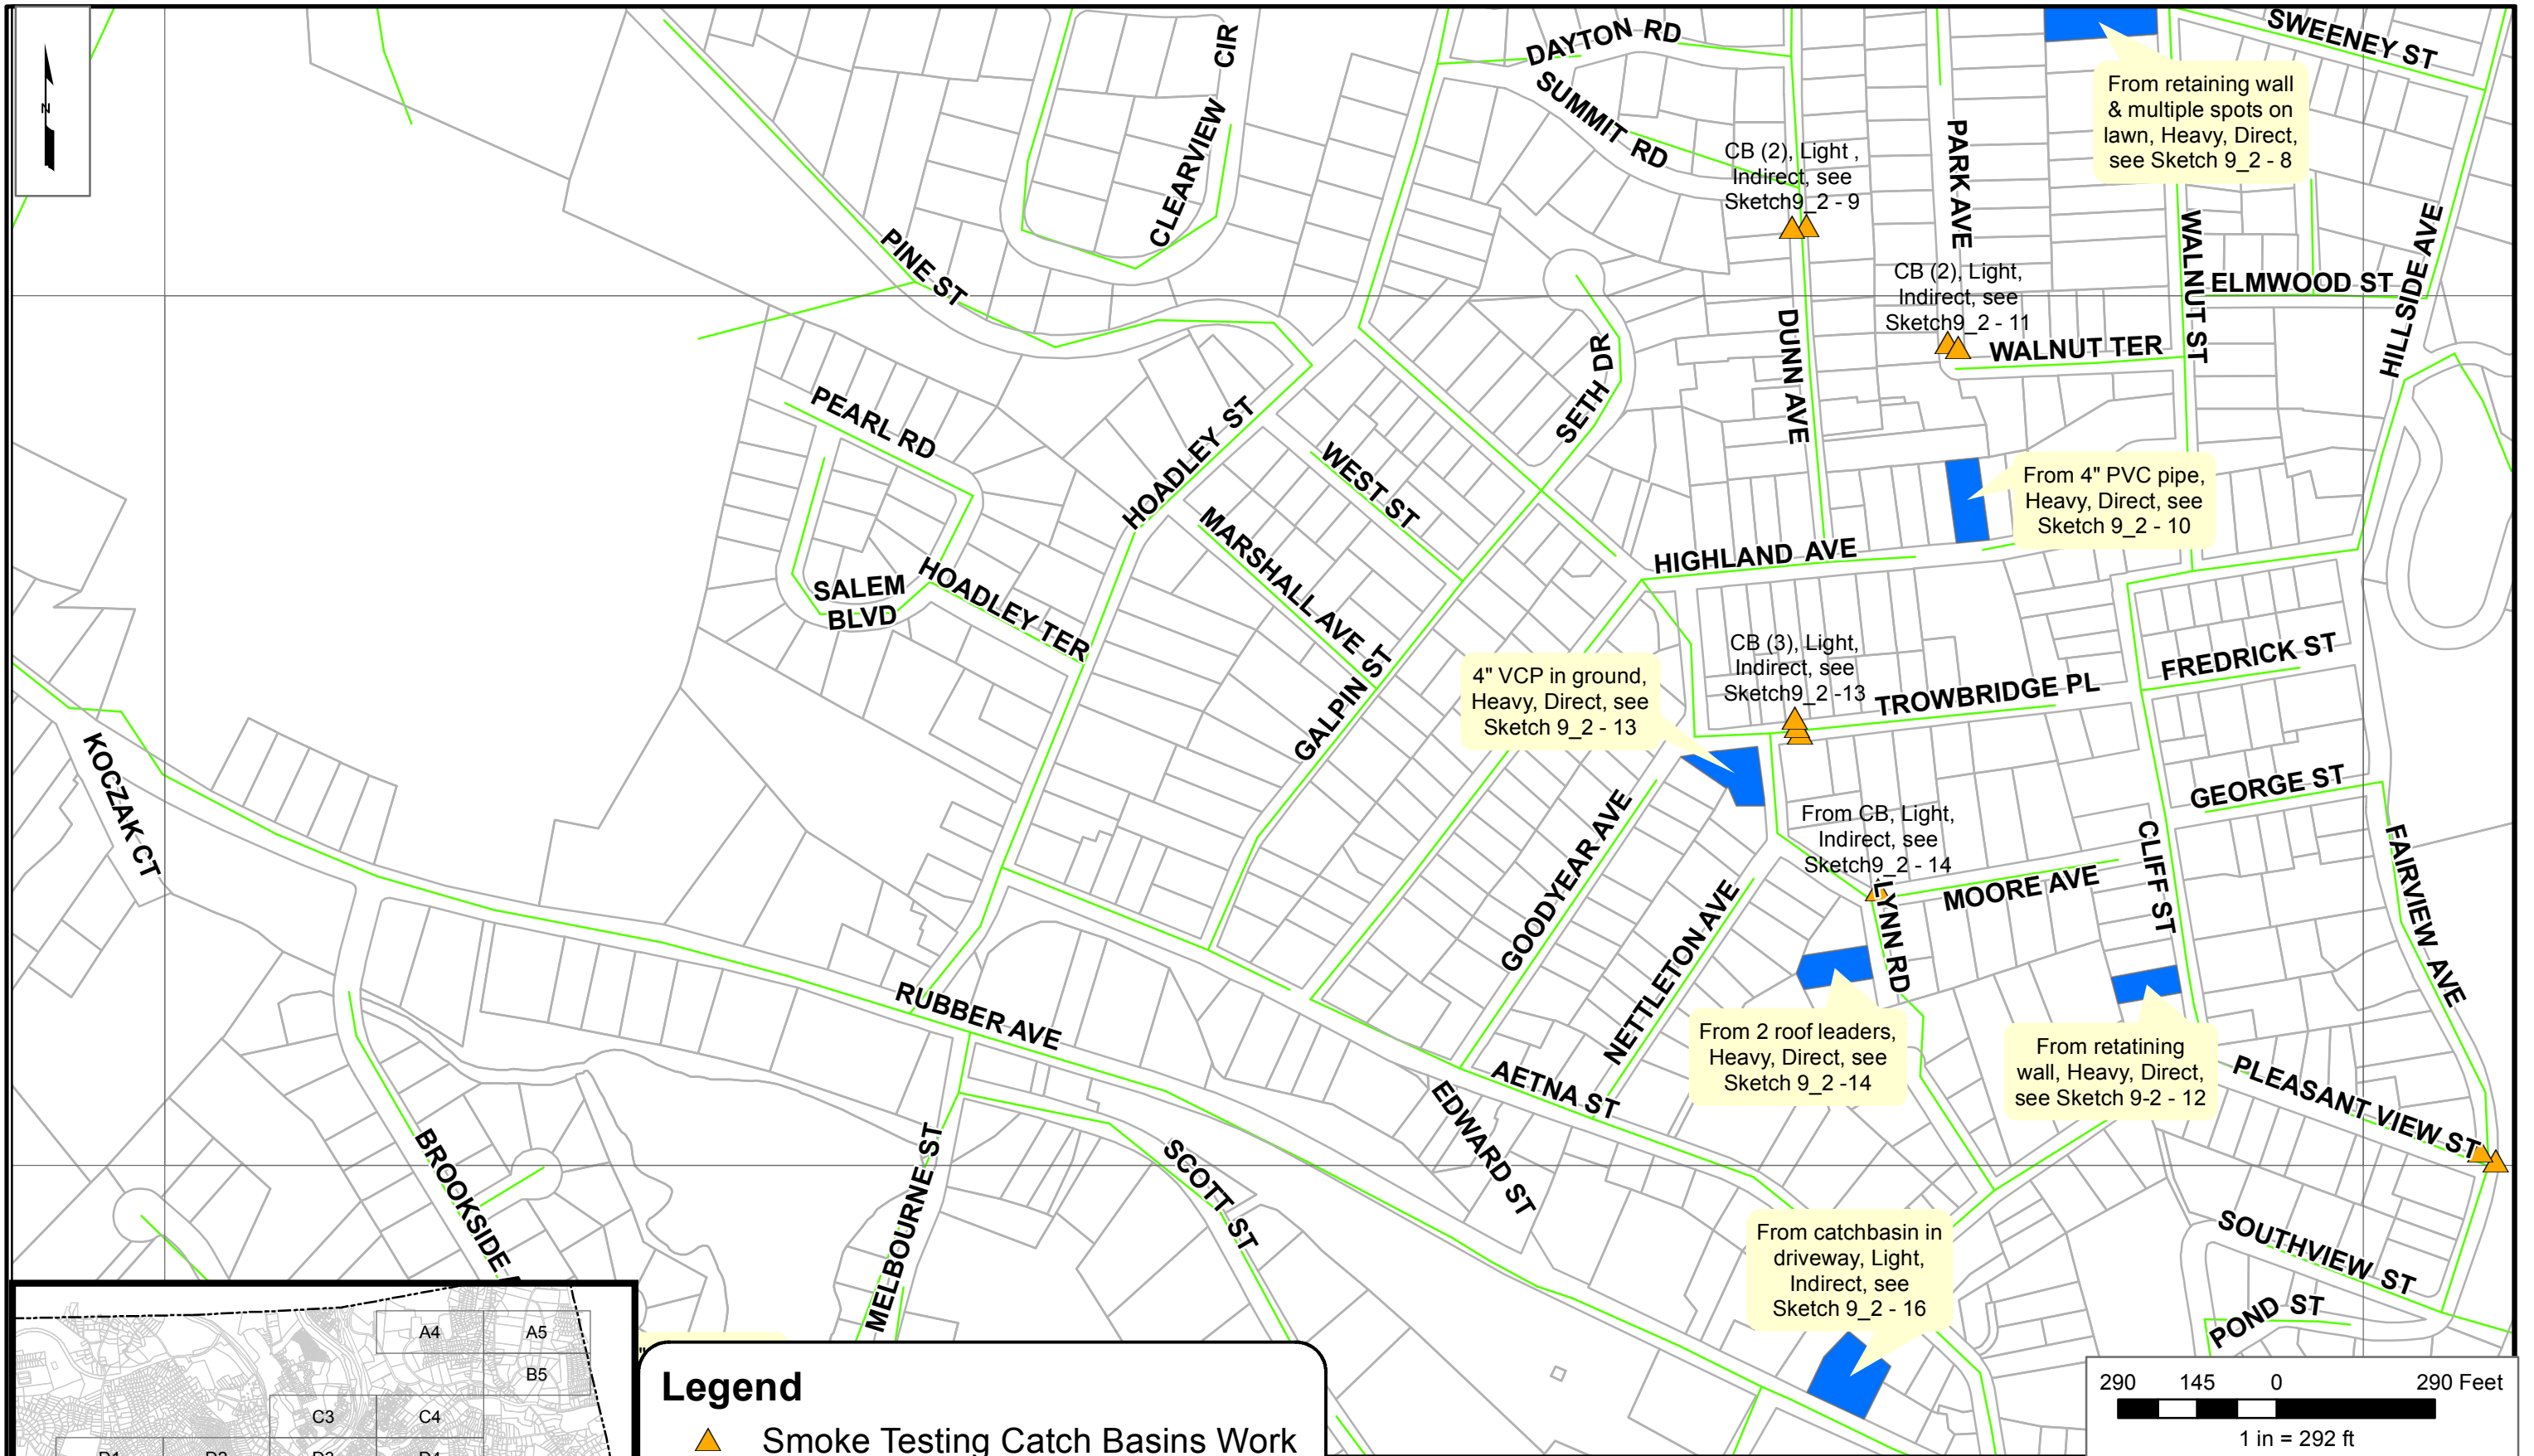 N
SWEENEY ST
DAYTON RD
CLEARVIEW CIR
SUMMIT RD
From retaining wall
& multiple spots on
lawn, Heavy, Direct,
see Sketch 9_2 - 8
CB (2), Light ,
Indirect, see
Sketch9_2 - 9
PARK AVE
WALNUT ST
HILLSIDE AVE
PINE ST
CB (2), Light,
Indirect, see
Sketch9_2 - 11
ELMWOOD ST
WALNUT TER
DUNN AVE
SETH DR
PEARL RD
HOADLEY ST
WEST ST
From 4" PVC pipe,
Heavy, Direct, see
Sketch 9_2 - 10
MARSHALL AVE
HIGHLAND AVE
SALEM
BLVD
HOADLEY TER
GALPIN ST
4" VCP in ground,
Heavy, Direct, see
Sketch 9_2 - 13
CB (3), Light,
Indirect, see
Sketch9_2 -13
TROWBRIDGE PL
FREDRICK ST
KOCZAK CT
GEORGE ST
From CB, Light,
Indirect, see
Sketch9_2 - 14
GOODYEAR AVE
NETTLETON AVE
LYNN RD
MOORE AVE
CLIFF ST
FAIRVIEW AVE
RUBBER AVE
From 2 roof leaders,
Heavy, Direct, see
Sketch 9_2 -14
From retatining
wall, Heavy, Direct,
see Sketch 9-2 - 12
AETNA ST
EDWARD ST
PLEASANT VIEW ST
BROOKSIDE
MELBOURNE ST
SCOTT ST
From catchbasin in
driveway, Light,
Indirect, see
Sketch 9_2 - 16
SOUTHVIEW ST
POND ST
A4 A5
B5
C3 C4
D1 D2 D3 D4
Legend
Smoke Testing Catch Basins Work
290 145 0 290 Feet
1 in = 292 ft